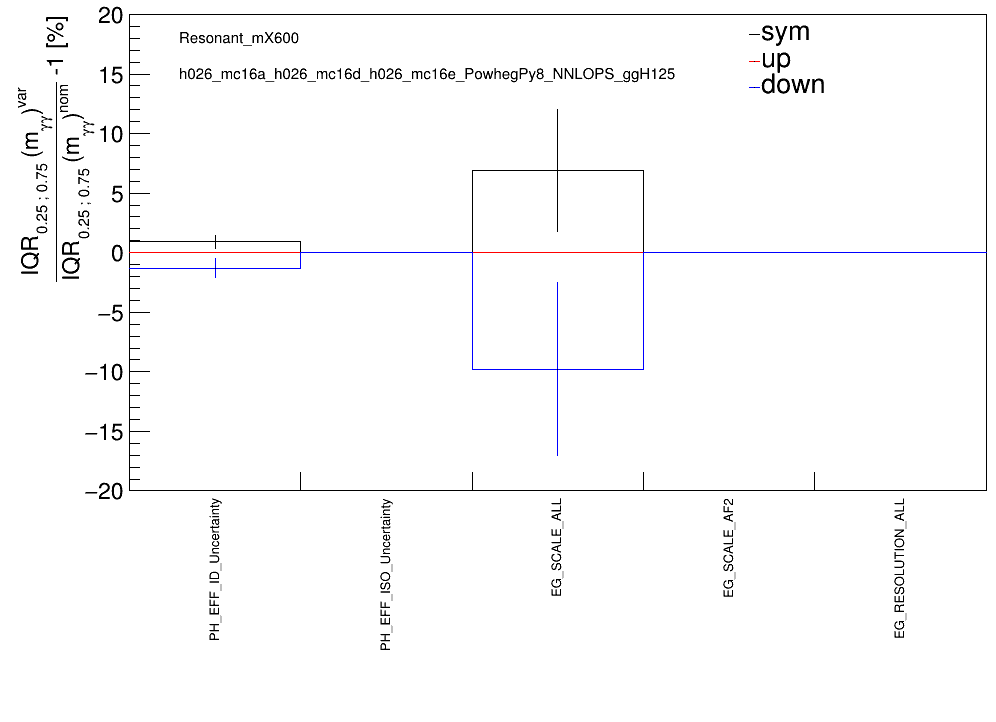 20
15
10
5
0
−5
−10
−15
−20
IQR0.25 ; 0.75 (mγγ)var
IQR0.25 ; 0.75 (mγγ)nom -1 [%]
Resonant_mX600
h026_mc16a_h026_mc16d_h026_mc16e_PowhegPy8_NNLOPS_ggH125
sym
up
down
PH_EFF_ID_Uncertainty
PH_EFF_ISO_Uncertainty
EG_SCALE_ALL
EG_SCALE_AF2
EG_RESOLUTION_ALL